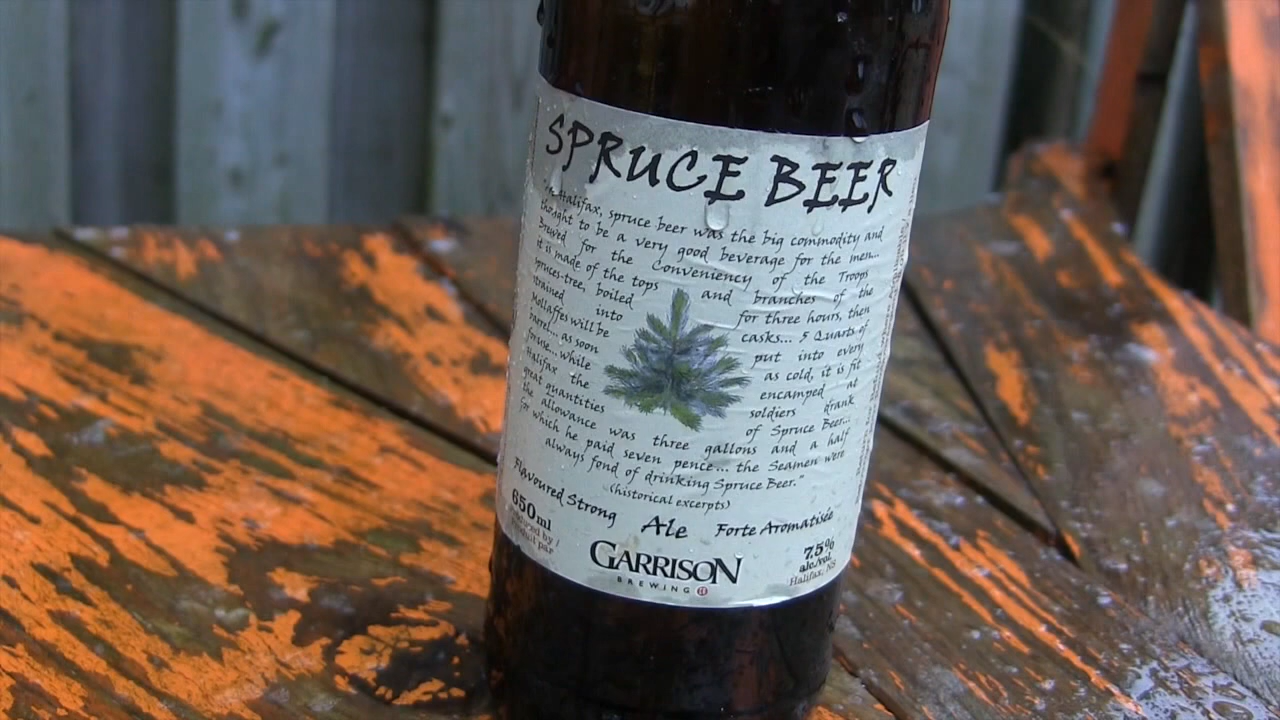 SPRUCE BEER
Halifax, spruce beer was the big commodity and
thought to be a very good beverage for the men...
Brewed for the Conveniency of the Troops
it is made of the tops and branches of the
spruces-tree, boiled for three hours, then
strained into casks... 5 Quarts of
Mollaffes will be put into every
barrel... as soon as cold, it is fit
for use... while encamped at
Halifax the soldiers drank
great quantities of Spruce Beer...
the allowance was three gallons and a half
for which he paid seven pence... the Seamen were
always fond of drinking Spruce Beer."
(historical excerpts)
Flavoured Strong Ale Forte Aromatisée
650ml 7.5%
alc./vol.
Halifax, NS
GARRISON
BREWING